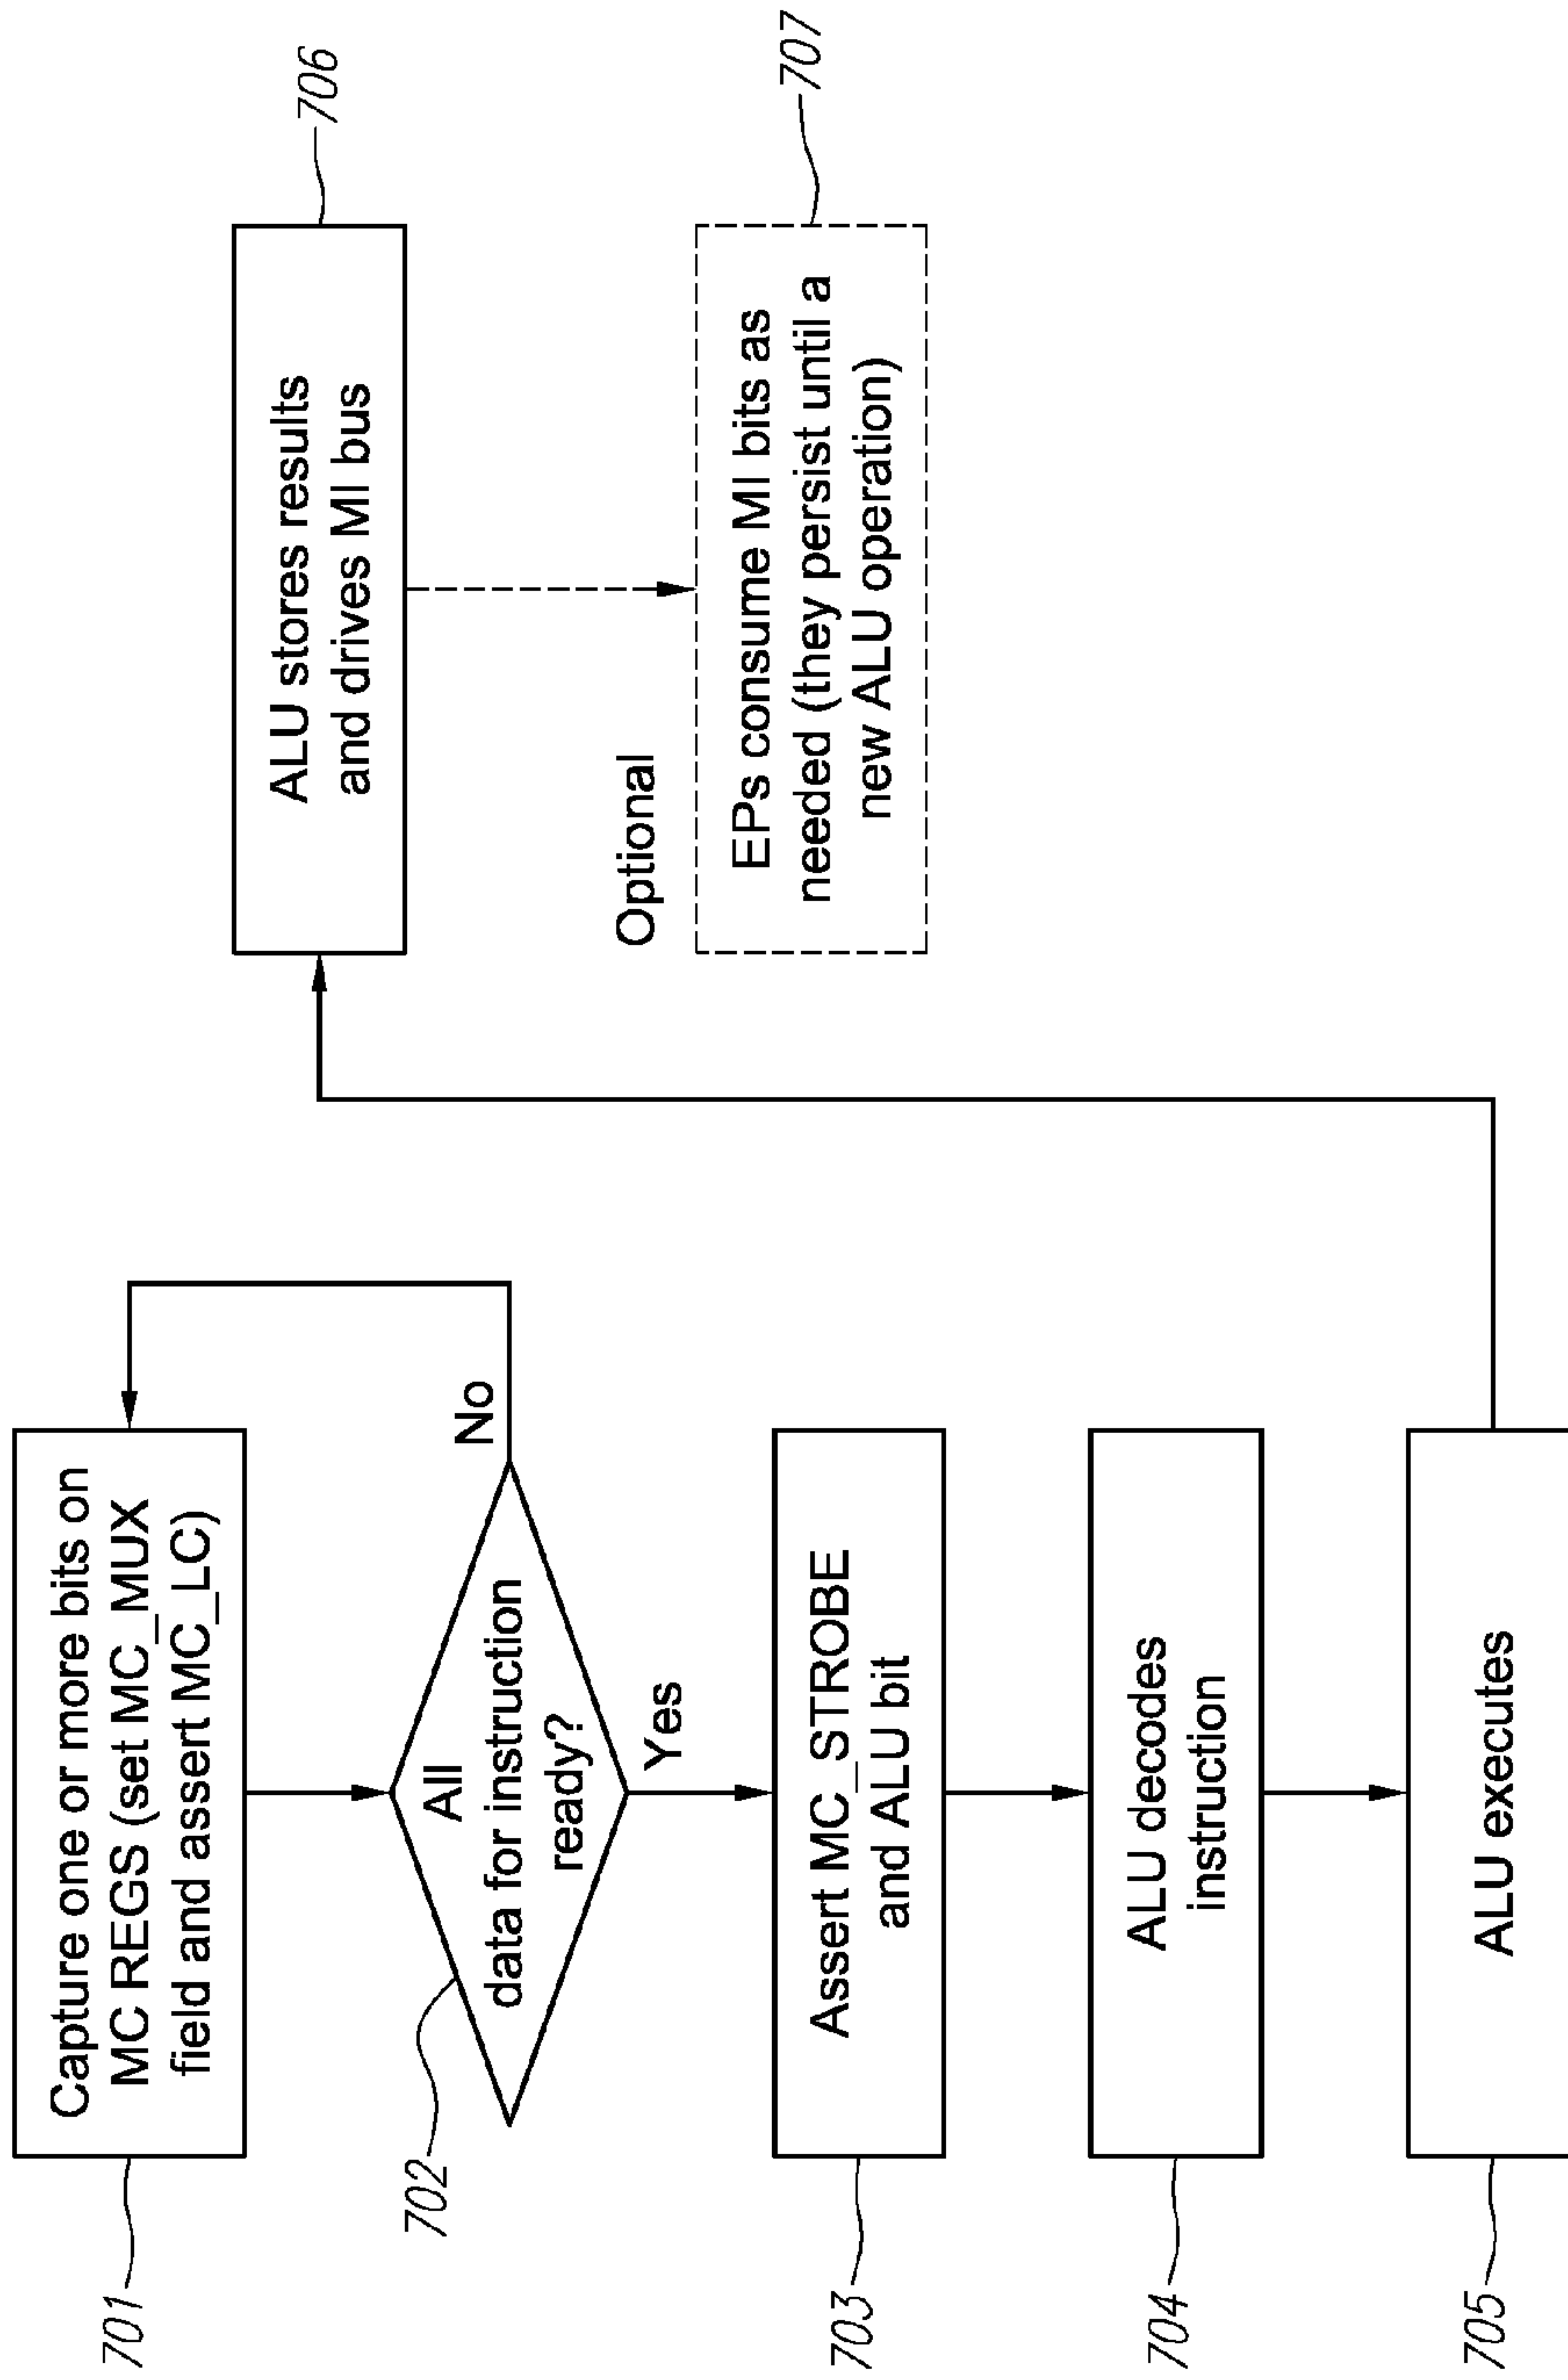 701
Capture one or more bits on
MC REGS (set MC_MUX
field and assert MC_LC)
702
All
data for instruction
ready?
No
Yes
703
Assert MC_STROBE
and ALU bit
704
ALU decodes
instruction
705
ALU executes
706
ALU stores results
and drives MI bus
Optional
707
EPs consume MI bits as
needed (they persist until a
new ALU operation)